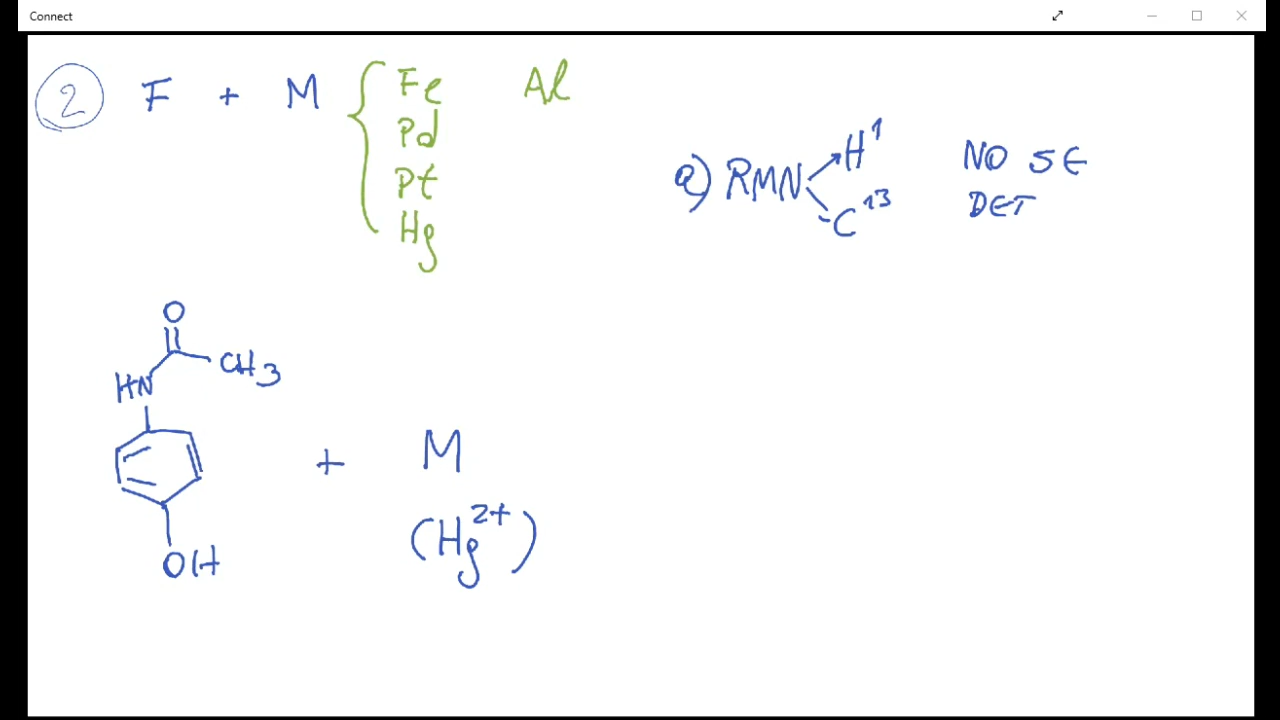 Connect
2 F + M { Fe Al
Pd
Pt
Hg
a) RMN H¹ NO SE
C¹³ DET
O
CH3
HN
+ M
(Hg²⁺)
OH